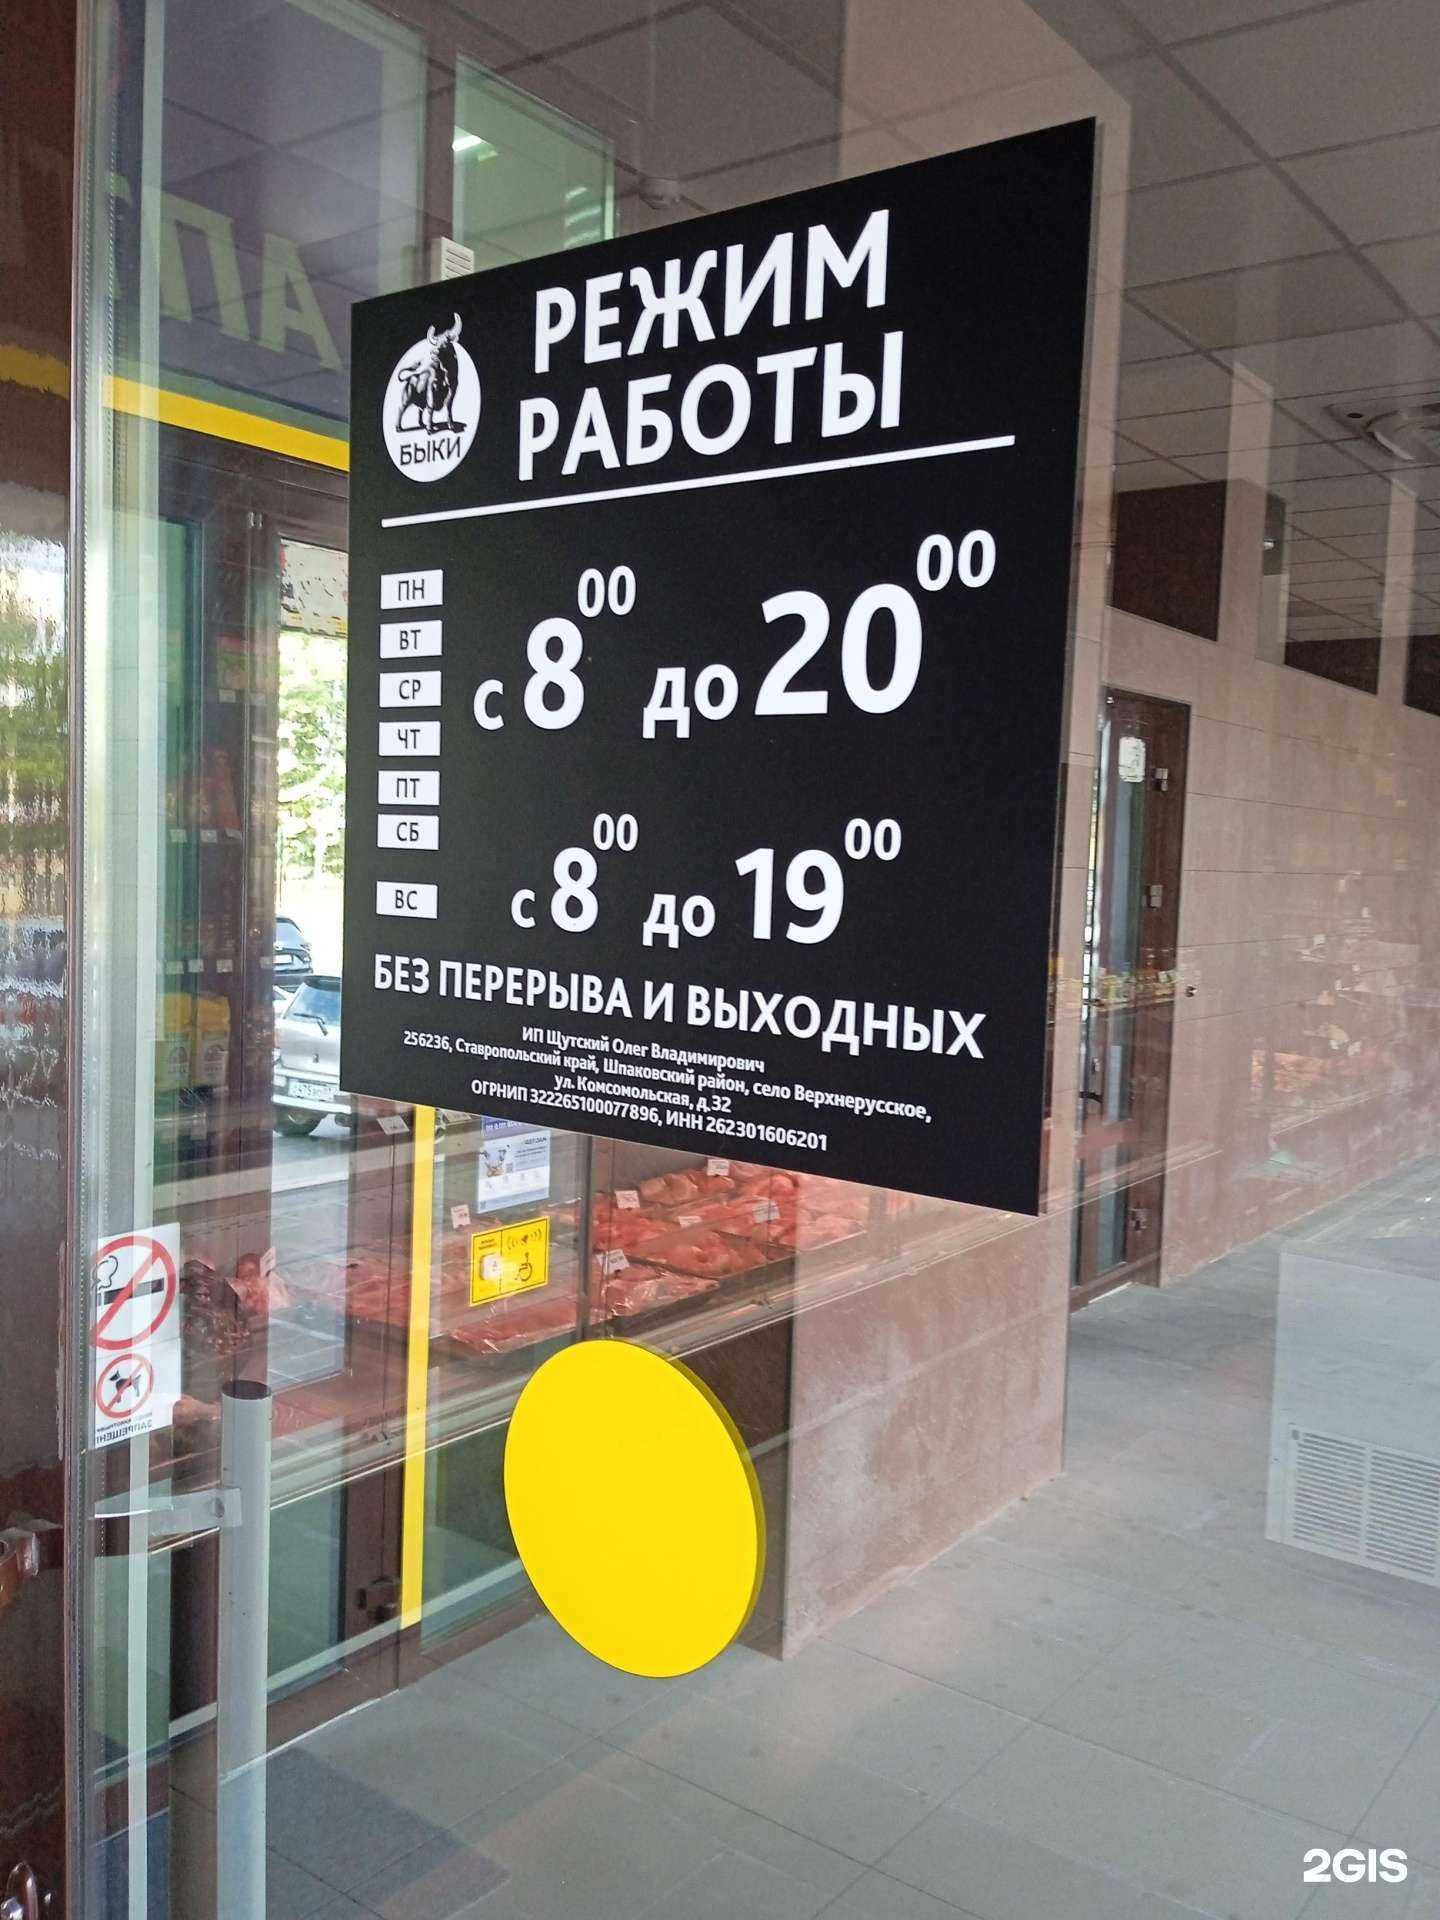 АПТ
РЕЖИМ
РАБОТЫ
БЫКИ
ПН
ВТ
СР
ЧТ
ПТ
СБ
с 8 00 до 20 00
ВС
с 8 00 до 19 00
БЕЗ ПЕРЕРЫВА И ВЫХОДНЫХ
ИП Щутский Олег Владимирович
256236, Ставропольский край, Шпаковский район, село Верхнерусское,
ул. Комсомольская, д.32
ОГРНИП 322265100077896, ИНН 262301606201
2GIS